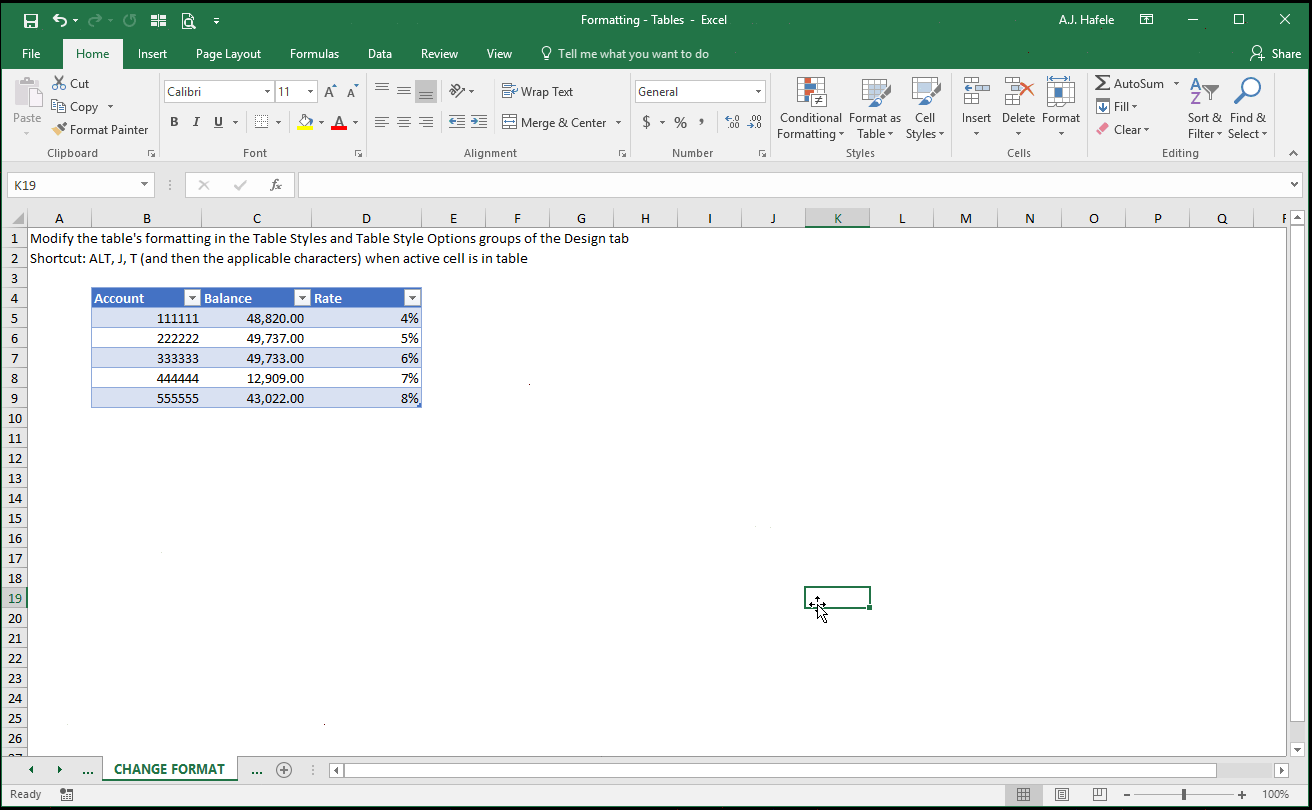 Formatting - Tables - Excel
A.J. Hafele
File Home Insert Page Layout Formulas Data Review View Tell me what you want to do Share
Paste
Cut
Copy
Format Painter
Clipboard
Calibri 11
A A
B I U A
Font
Wrap Text
Merge & Center
Alignment
General
$ % ,
Number
Conditional Formatting
Format as Table
Cell Styles
Styles
Insert Delete Format
Cells
AutoSum
Fill
Clear
Sort & Filter
Find & Select
Editing
K19 fx
A B C D E F G H I J K L M N O P Q
1 Modify the table's formatting in the Table Styles and Table Style Options groups of the Design tab
2 Shortcut: ALT, J, T (and then the applicable characters) when active cell is in table
3
4 Account Balance Rate
5 111111 48,820.00 4%
6 222222 49,737.00 5%
7 333333 49,733.00 6%
8 444444 12,909.00 7%
9 555555 43,022.00 8%
10
11
12
13
14
15
16
17
18
19
20
21
22
23
24
25
26
... CHANGE FORMAT ...
Ready 100%